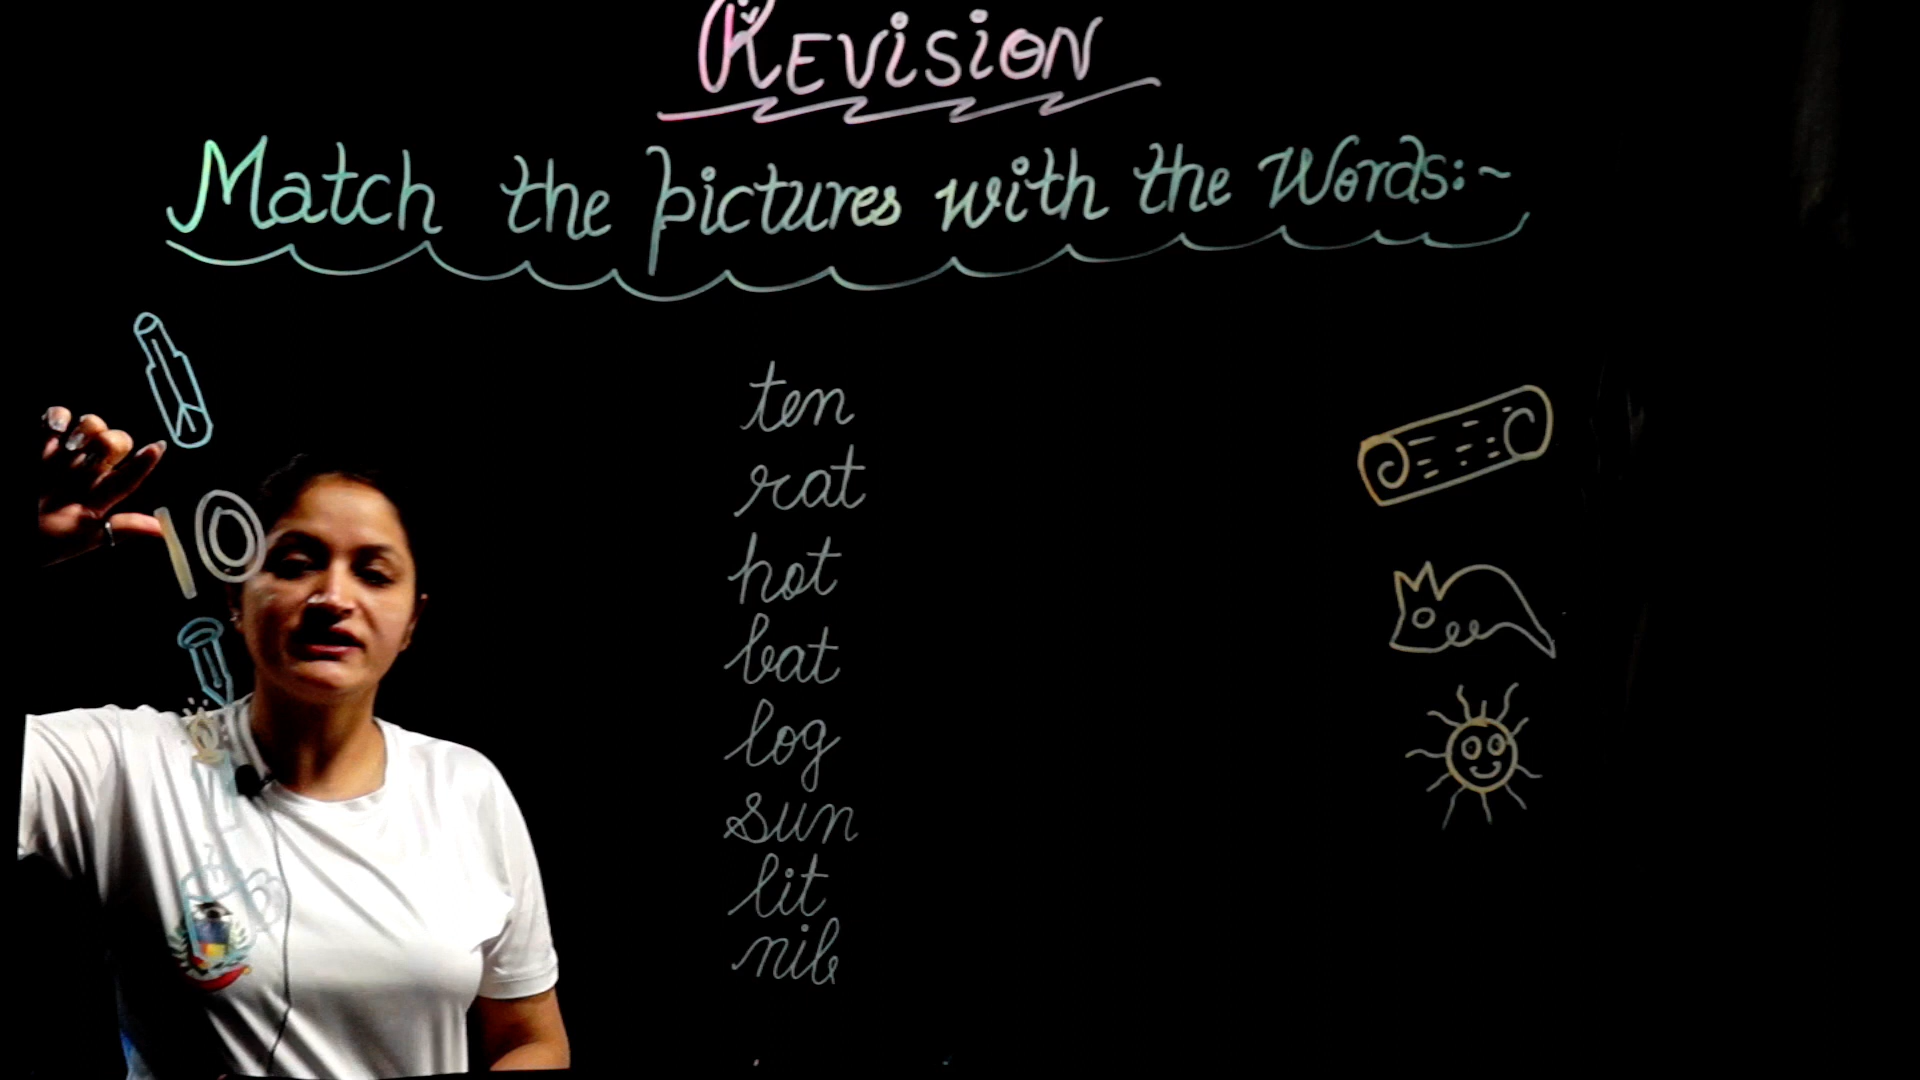 REVISION
Match the pictures with the Words:~
ten
10
rat
hot
bat
log
sun
lit
nib